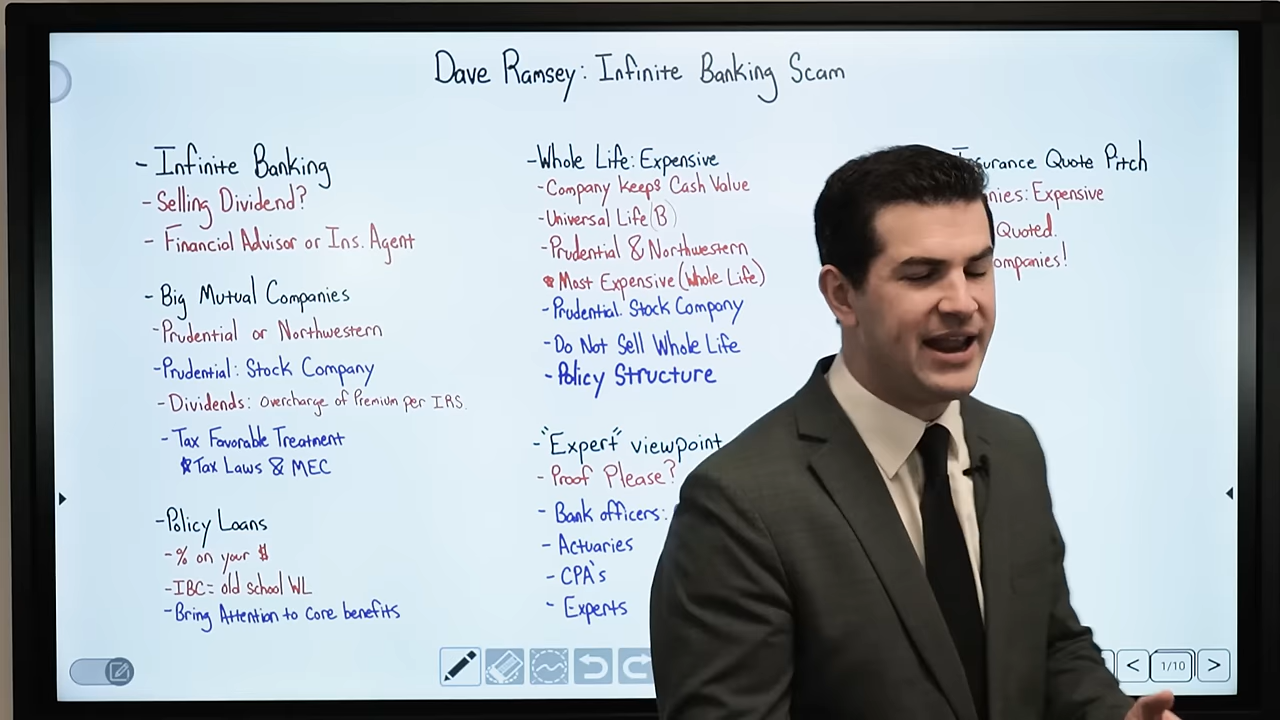 Dave Ramsey: Infinite Banking Scam
- Infinite Banking
- Selling Dividend?
- Financial Advisor or Ins. Agent
- Big Mutual Companies
- Prudential or Northwestern
- Prudential: Stock Company
- Dividends: overcharge of Premium per IRS.
- Tax Favorable Treatment
* Tax Laws & MEC
- Policy Loans
- % on your $
- IBC= old school WL
- Bring Attention to core benefits
- Whole Life: Expensive
- Company keeps Cash Value
- Universal Life (B)
- Prudential & Northwestern
* Most Expensive (Whole Life)
- Prudential. Stock Company
- Do Not Sell Whole Life
- Policy Structure
- "Expert" viewpoint
- Proof Please?
- Bank officers:
- Actuaries
- CPA's
- Experts
Insurance Quote Pitch
nies: Expensive
Quoted.
ompanies!
< 1/10 >